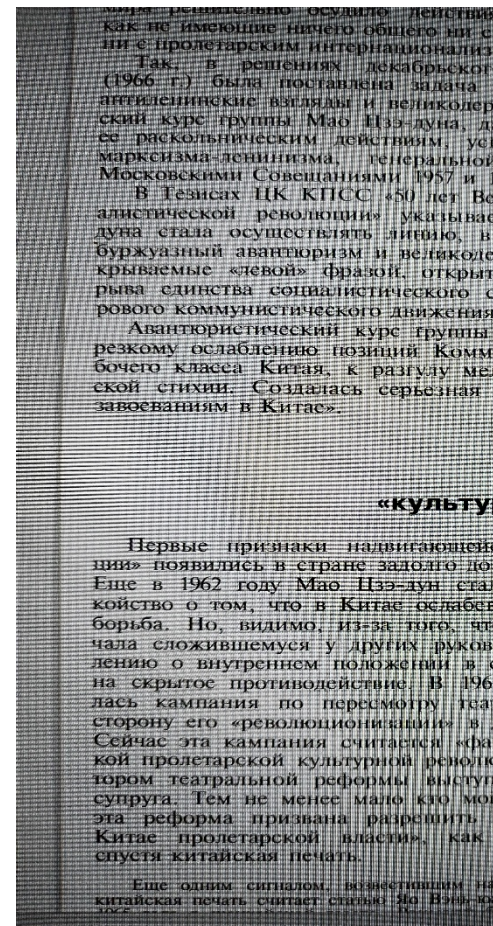 мира решительно осудило действия
как не имеющие ничего общего ни с
ни с пролетарским интернационализ
Так, в решениях декабрьског
(1966 г.) была поставлена задача
антиленинские взгляды и великодер
ский курс группы Мао Цзэ-дуна, д
ее раскольническим действиям, ус
марксизма-ленинизма, генеральной
Московскими Совещаниями 1957 и 1
В Тезисах ЦК КПСС «50 лет Ве
алистической революции» указывае
дуна стала осуществлять линию, в
буржуазный авантюризм и великоде
крываемые «левой» фразой, открыт
рыва единства социалистического с
рового коммунистического движения
Авантюристический курс группы
резкому ослаблению позиций Комм
бочего класса Китая, к разгулу ме
ской стихии. Создалась серьезная
завоеваниям в Китае».
«культу
Первые признаки надвигающейс
ции» появились в стране задолго до
Еще в 1962 году Мао Цзэ-дун стал
койство о том, что в Китае ослабе
борьба. Но, видимо, из-за того, чт
чала сложившемуся у других руков
лению о внутреннем положении в с
на скрытое противодействие. В 196
лась кампания по пересмотру теа
сторону его «революционизации» в
Сейчас эта кампания считается «фа
кой пролетарской культурной револю
тором театральной реформы выступ
супруга. Тем не менее мало кто мо
эта реформа призвана разрешить
Китае пролетарской власти», как
спустя китайская печать.
Еще одним сигналом, возвестившим на
китайская печать считает статью Яо Вэнь-ю